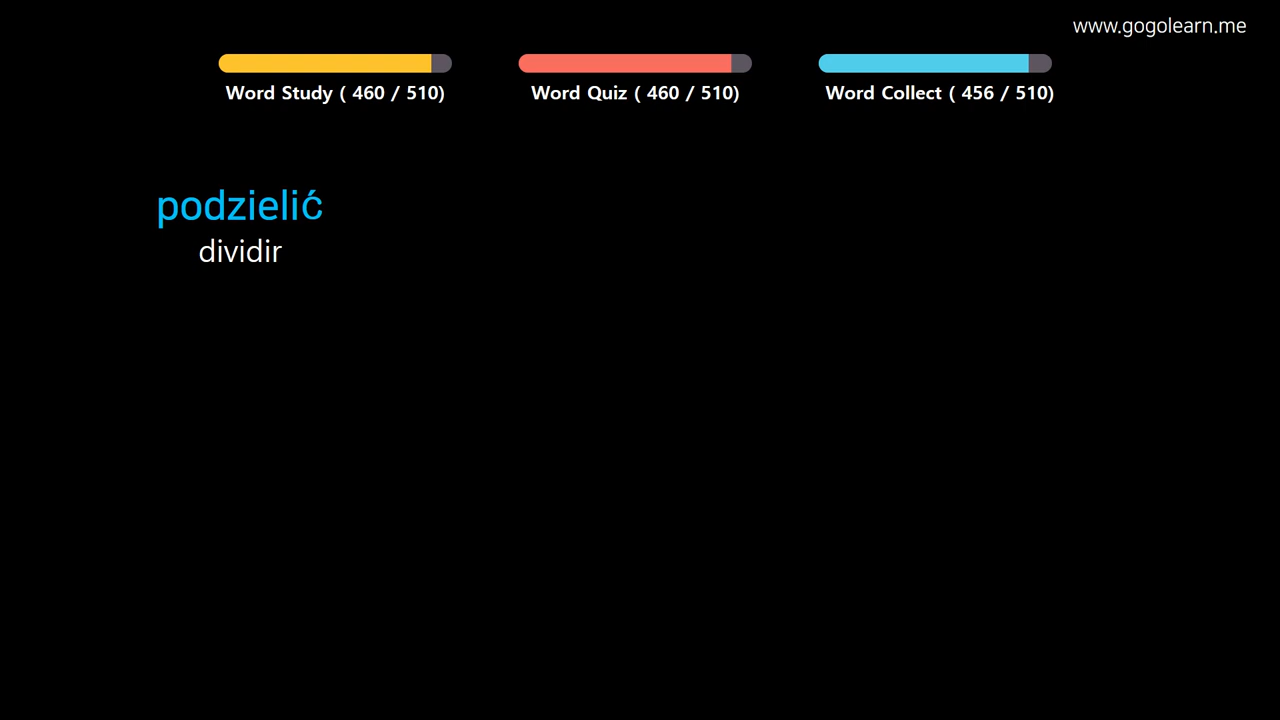 www.gogolearn.me
Word Study ( 460 / 510)
Word Quiz ( 460 / 510)
Word Collect ( 456 / 510)
podzielić
dividir